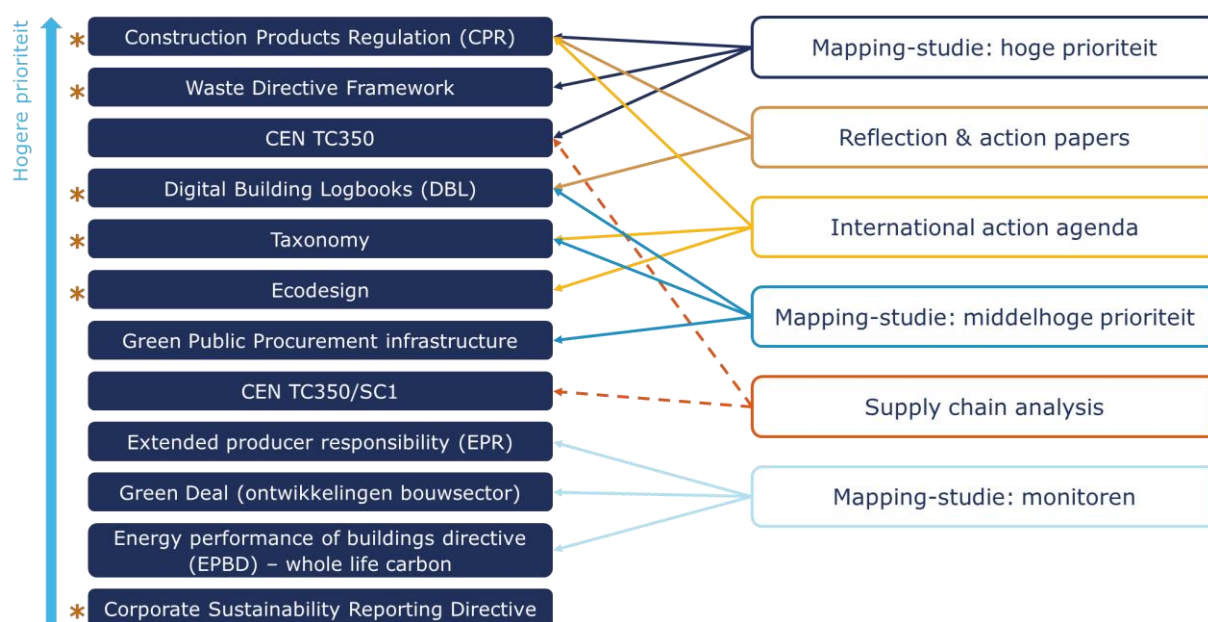 Hogere prioriteit
* Construction Products Regulation (CPR)
* Waste Directive Framework
CEN TC350
* Digital Building Logbooks (DBL)
* Taxonomy
* Ecodesign
Green Public Procurement infrastructure
CEN TC350/SC1
Extended producer responsibility (EPR)
Green Deal (ontwikkelingen bouwsector)
Energy performance of buildings directive
(EPBD) – whole life carbon
* Corporate Sustainability Reporting Directive
Mapping-studie: hoge prioriteit
Reflection & action papers
International action agenda
Mapping-studie: middelhoge prioriteit
Supply chain analysis
Mapping-studie: monitoren